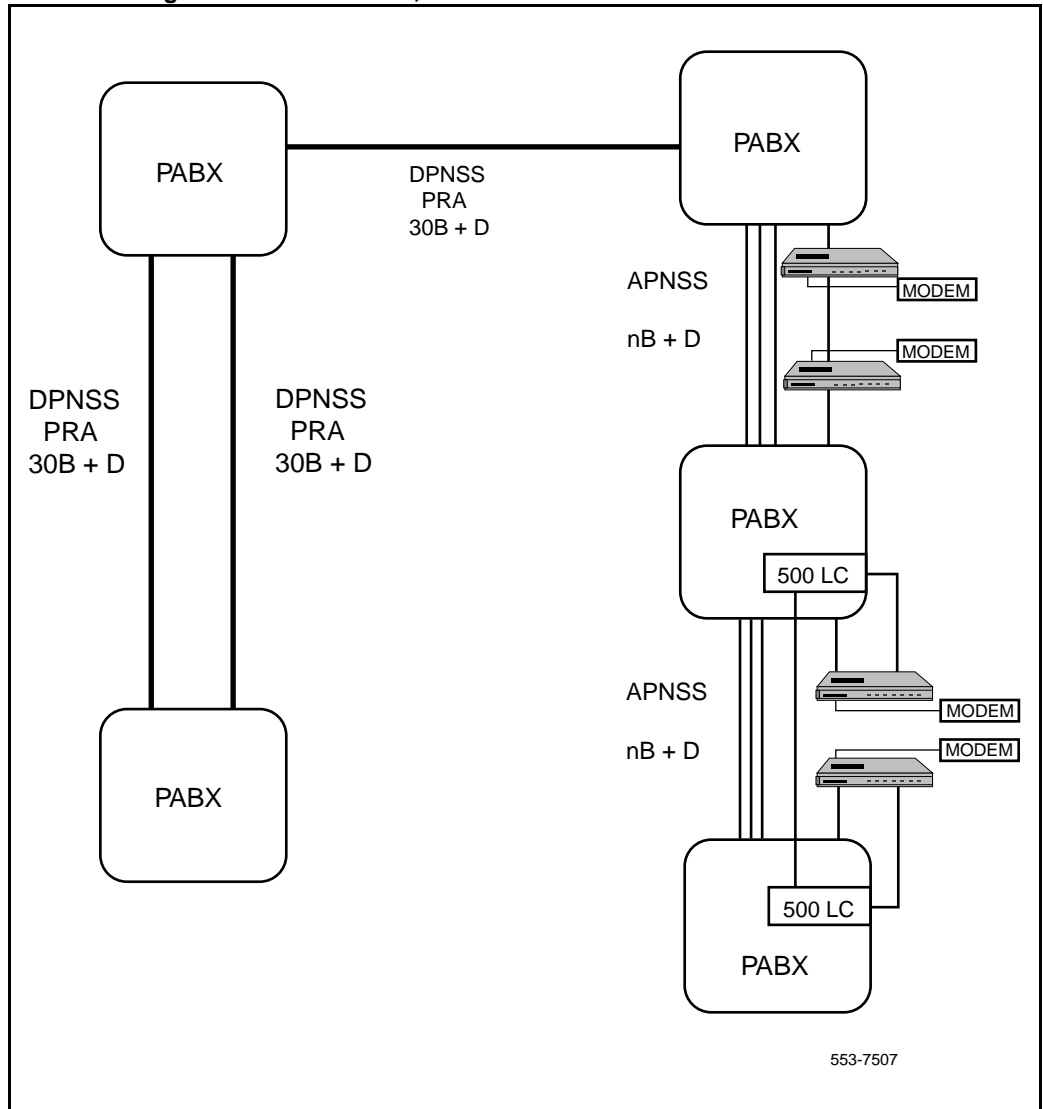 PABX
PABX
DPNSS
PRA
30B + D
APNSS
nB + D
MODEM
MODEM
DPNSS
PRA
30B + D
DPNSS
PRA
30B + D
PABX
500 LC
APNSS
nB + D
MODEM
MODEM
PABX
500 LC
PABX
553-7507